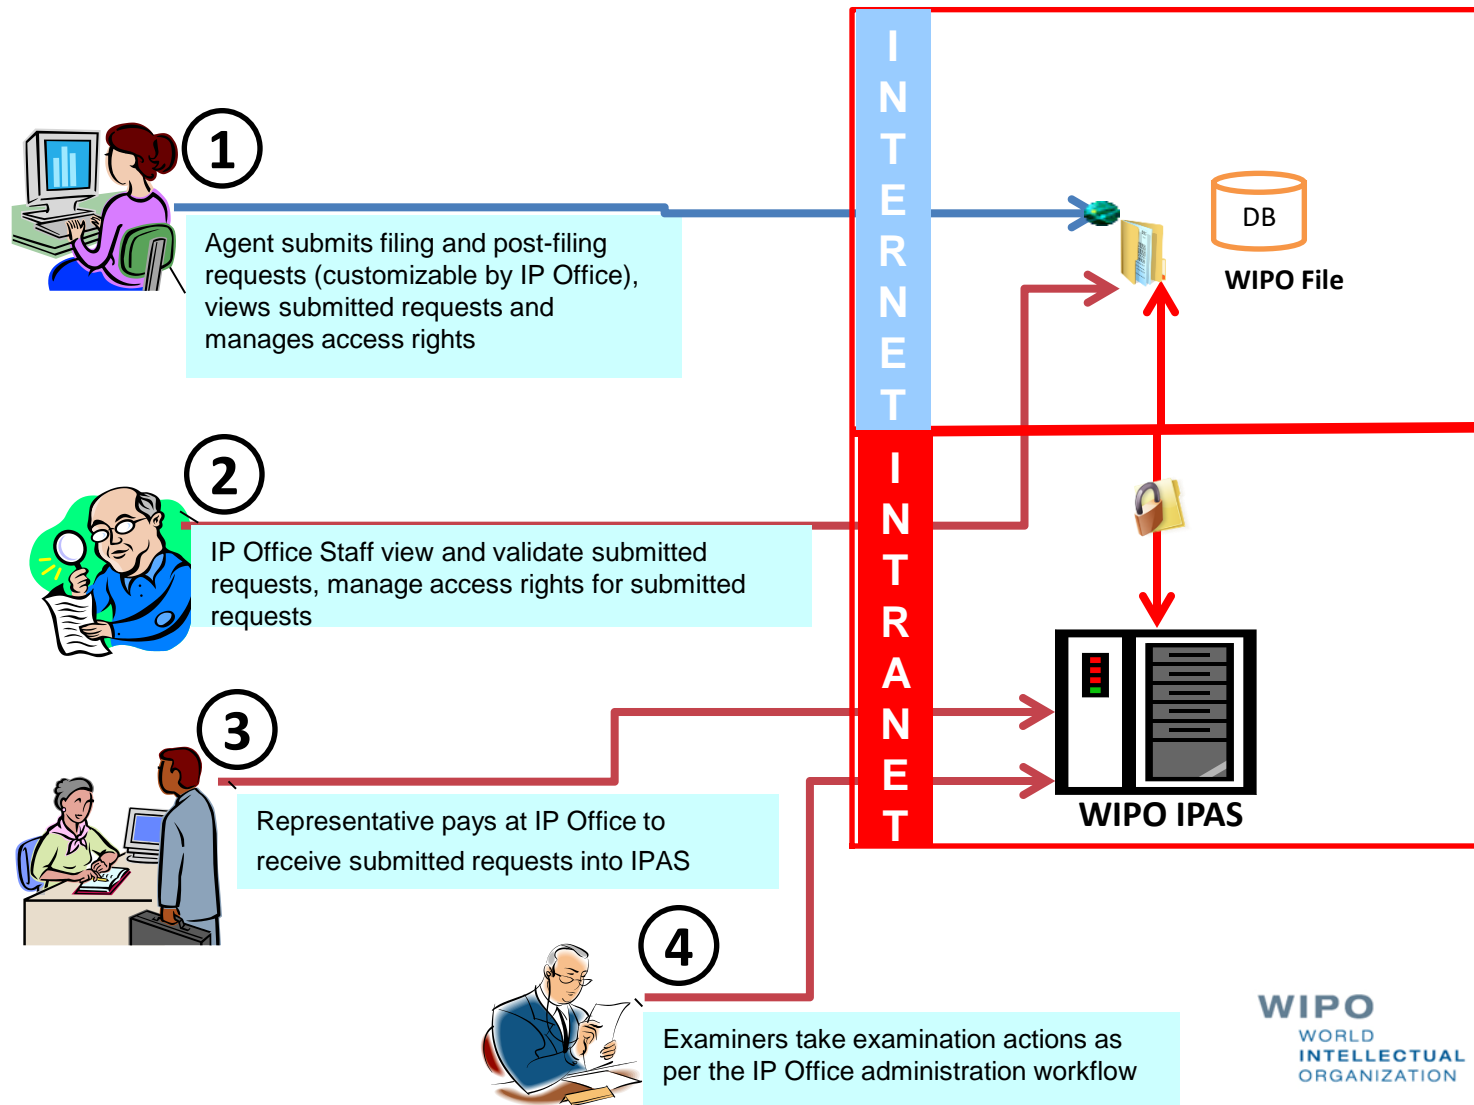 1
Agent submits filing and post-filing
requests (customizable by IP Office),
views submitted requests and
manages access rights
INTERNET
DB
WIPO File
2
IP Office Staff view and validate submitted
requests, manage access rights for submitted
requests
INTRANET
3
Representative pays at IP Office to
receive submitted requests into IPAS
WIPO IPAS
4
Examiners take examination actions as
per the IP Office administration workflow
WIPO
WORLD
INTELLECTUAL
ORGANIZATION